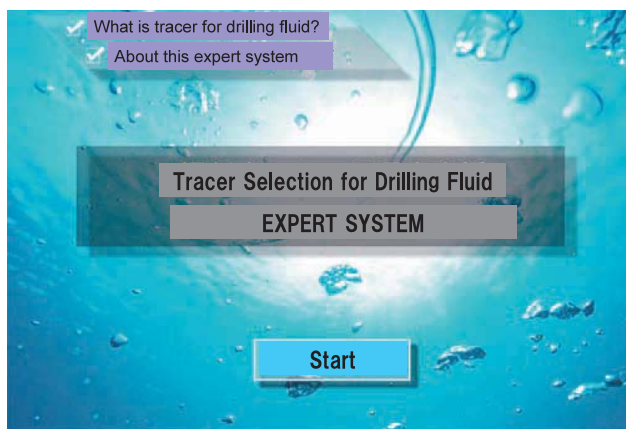 What is tracer for drilling fluid?
About this expert system
Tracer Selection for Drilling Fluid
EXPERT SYSTEM
Start